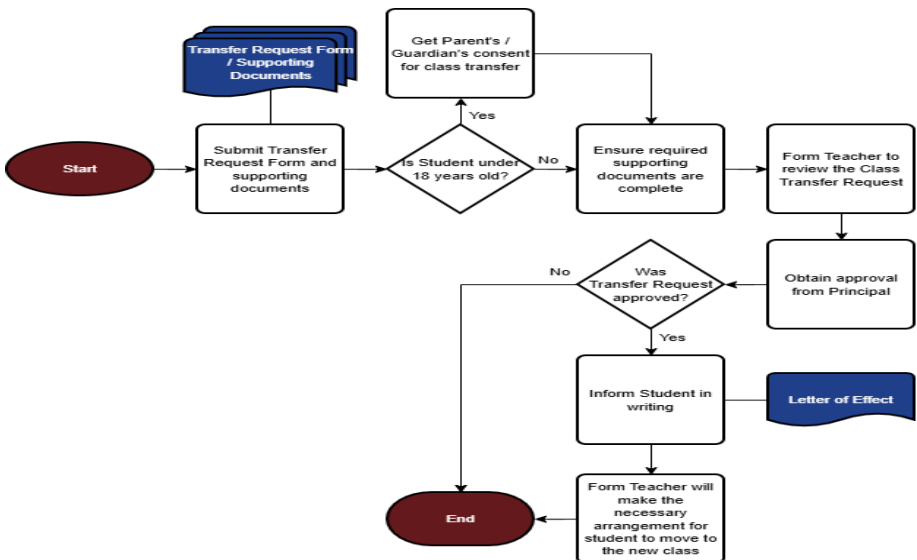 Transfer Request Form
/ Supporting
Documents
Get Parent's /
Guardian's consent
for class transfer
Yes
Start
Submit Transfer
Request Form and
supporting
documents
Is Student under
18 years old?
No
Ensure required
supporting
documents are
complete
Form Teacher to
review the Class
Transfer Request
Obtain approval
from Principal
Was
Transfer Request
approved?
No
Yes
Inform Student in
writing
Letter of Effect
Form Teacher will
make the
necessary
arrangement for
student to move to
the new class
End